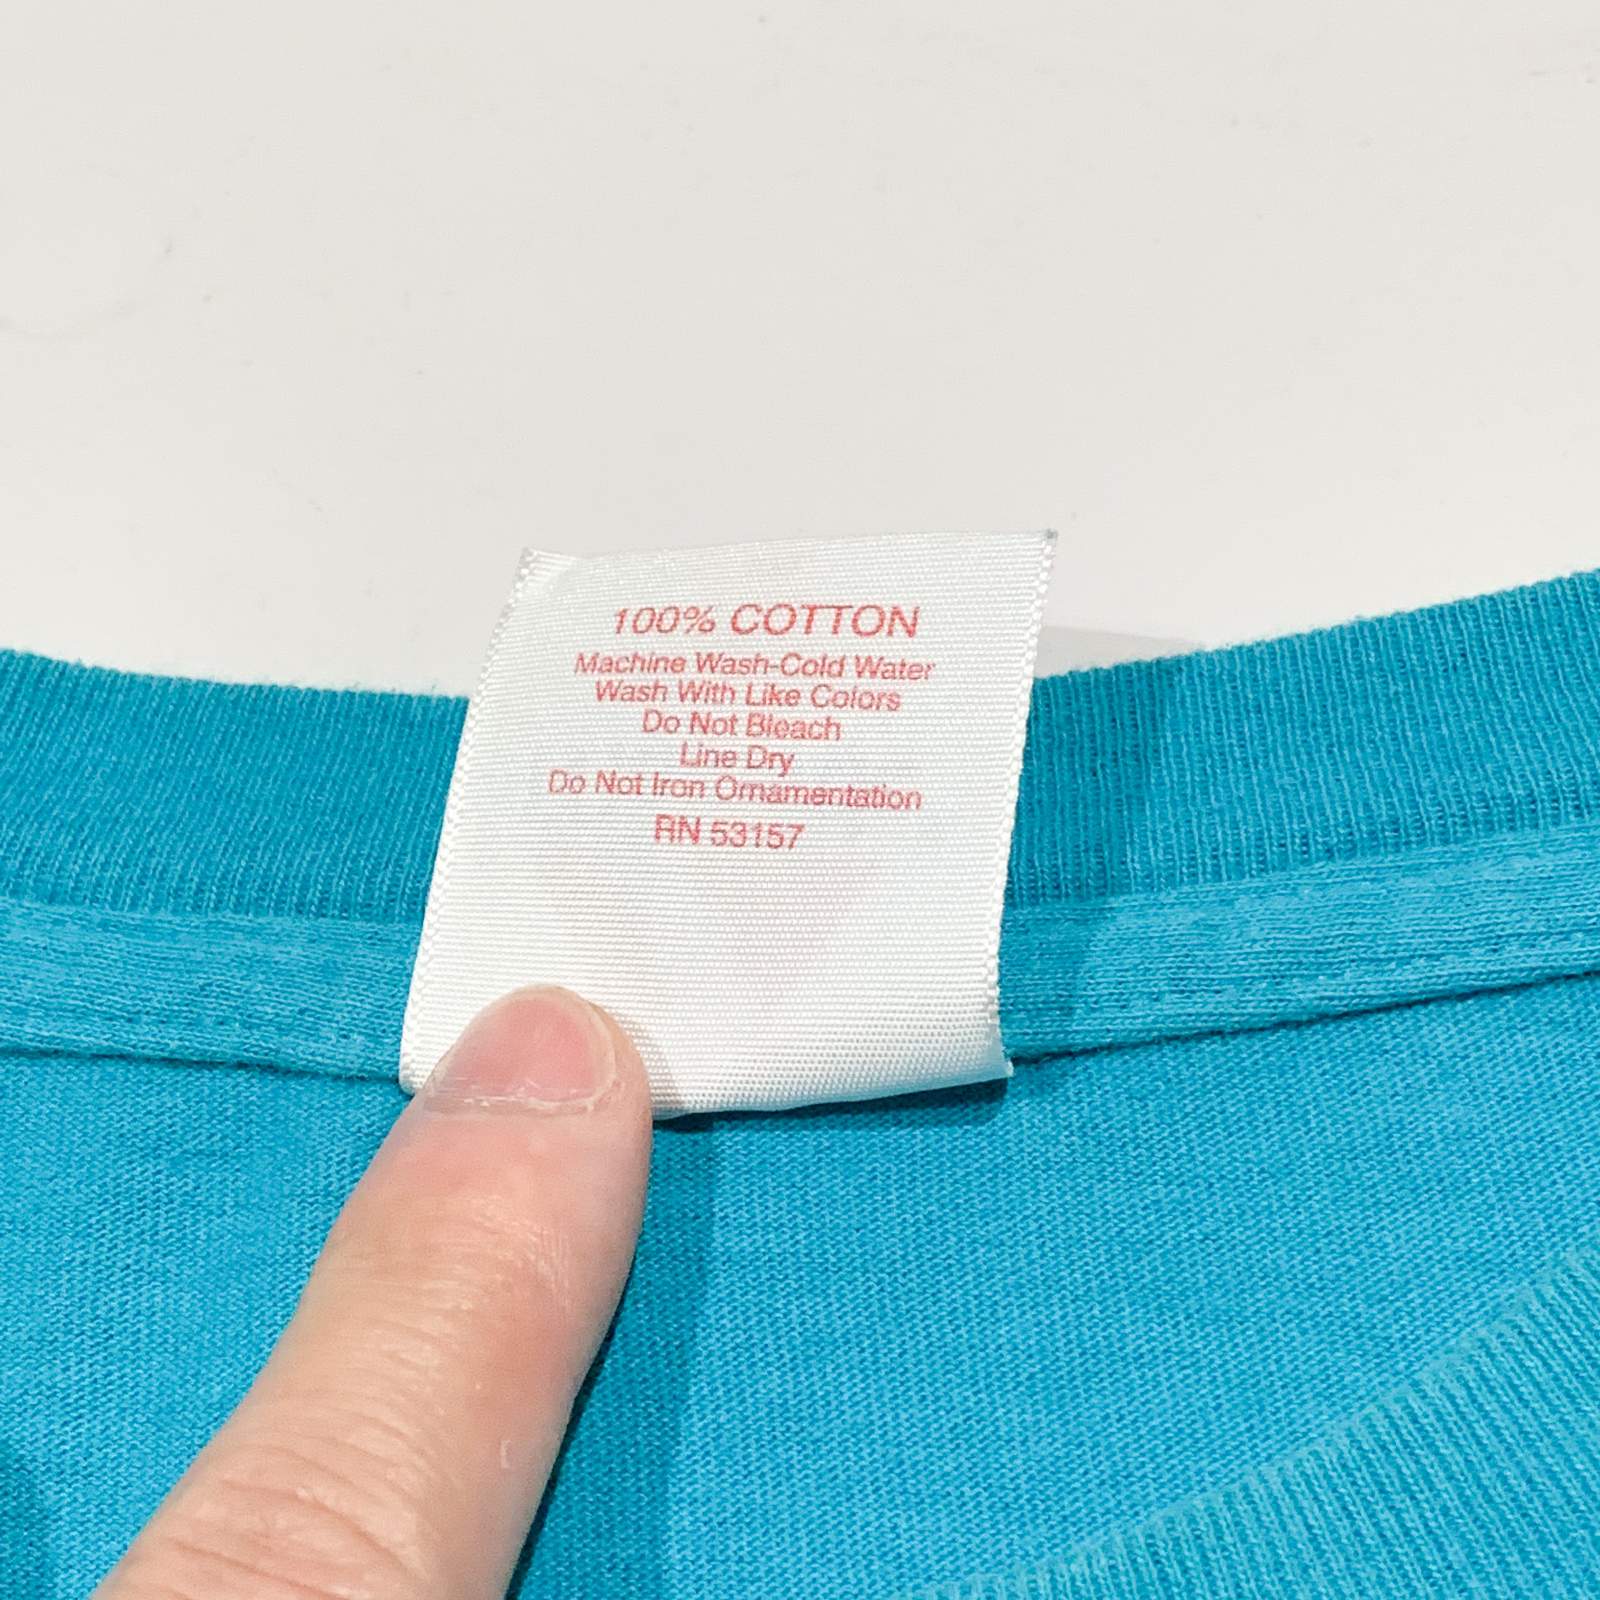 100% COTTON
Machine Wash-Cold Water
Wash With Like Colors
Do Not Bleach
Line Dry
Do Not Iron Ornamentation
RN 53157